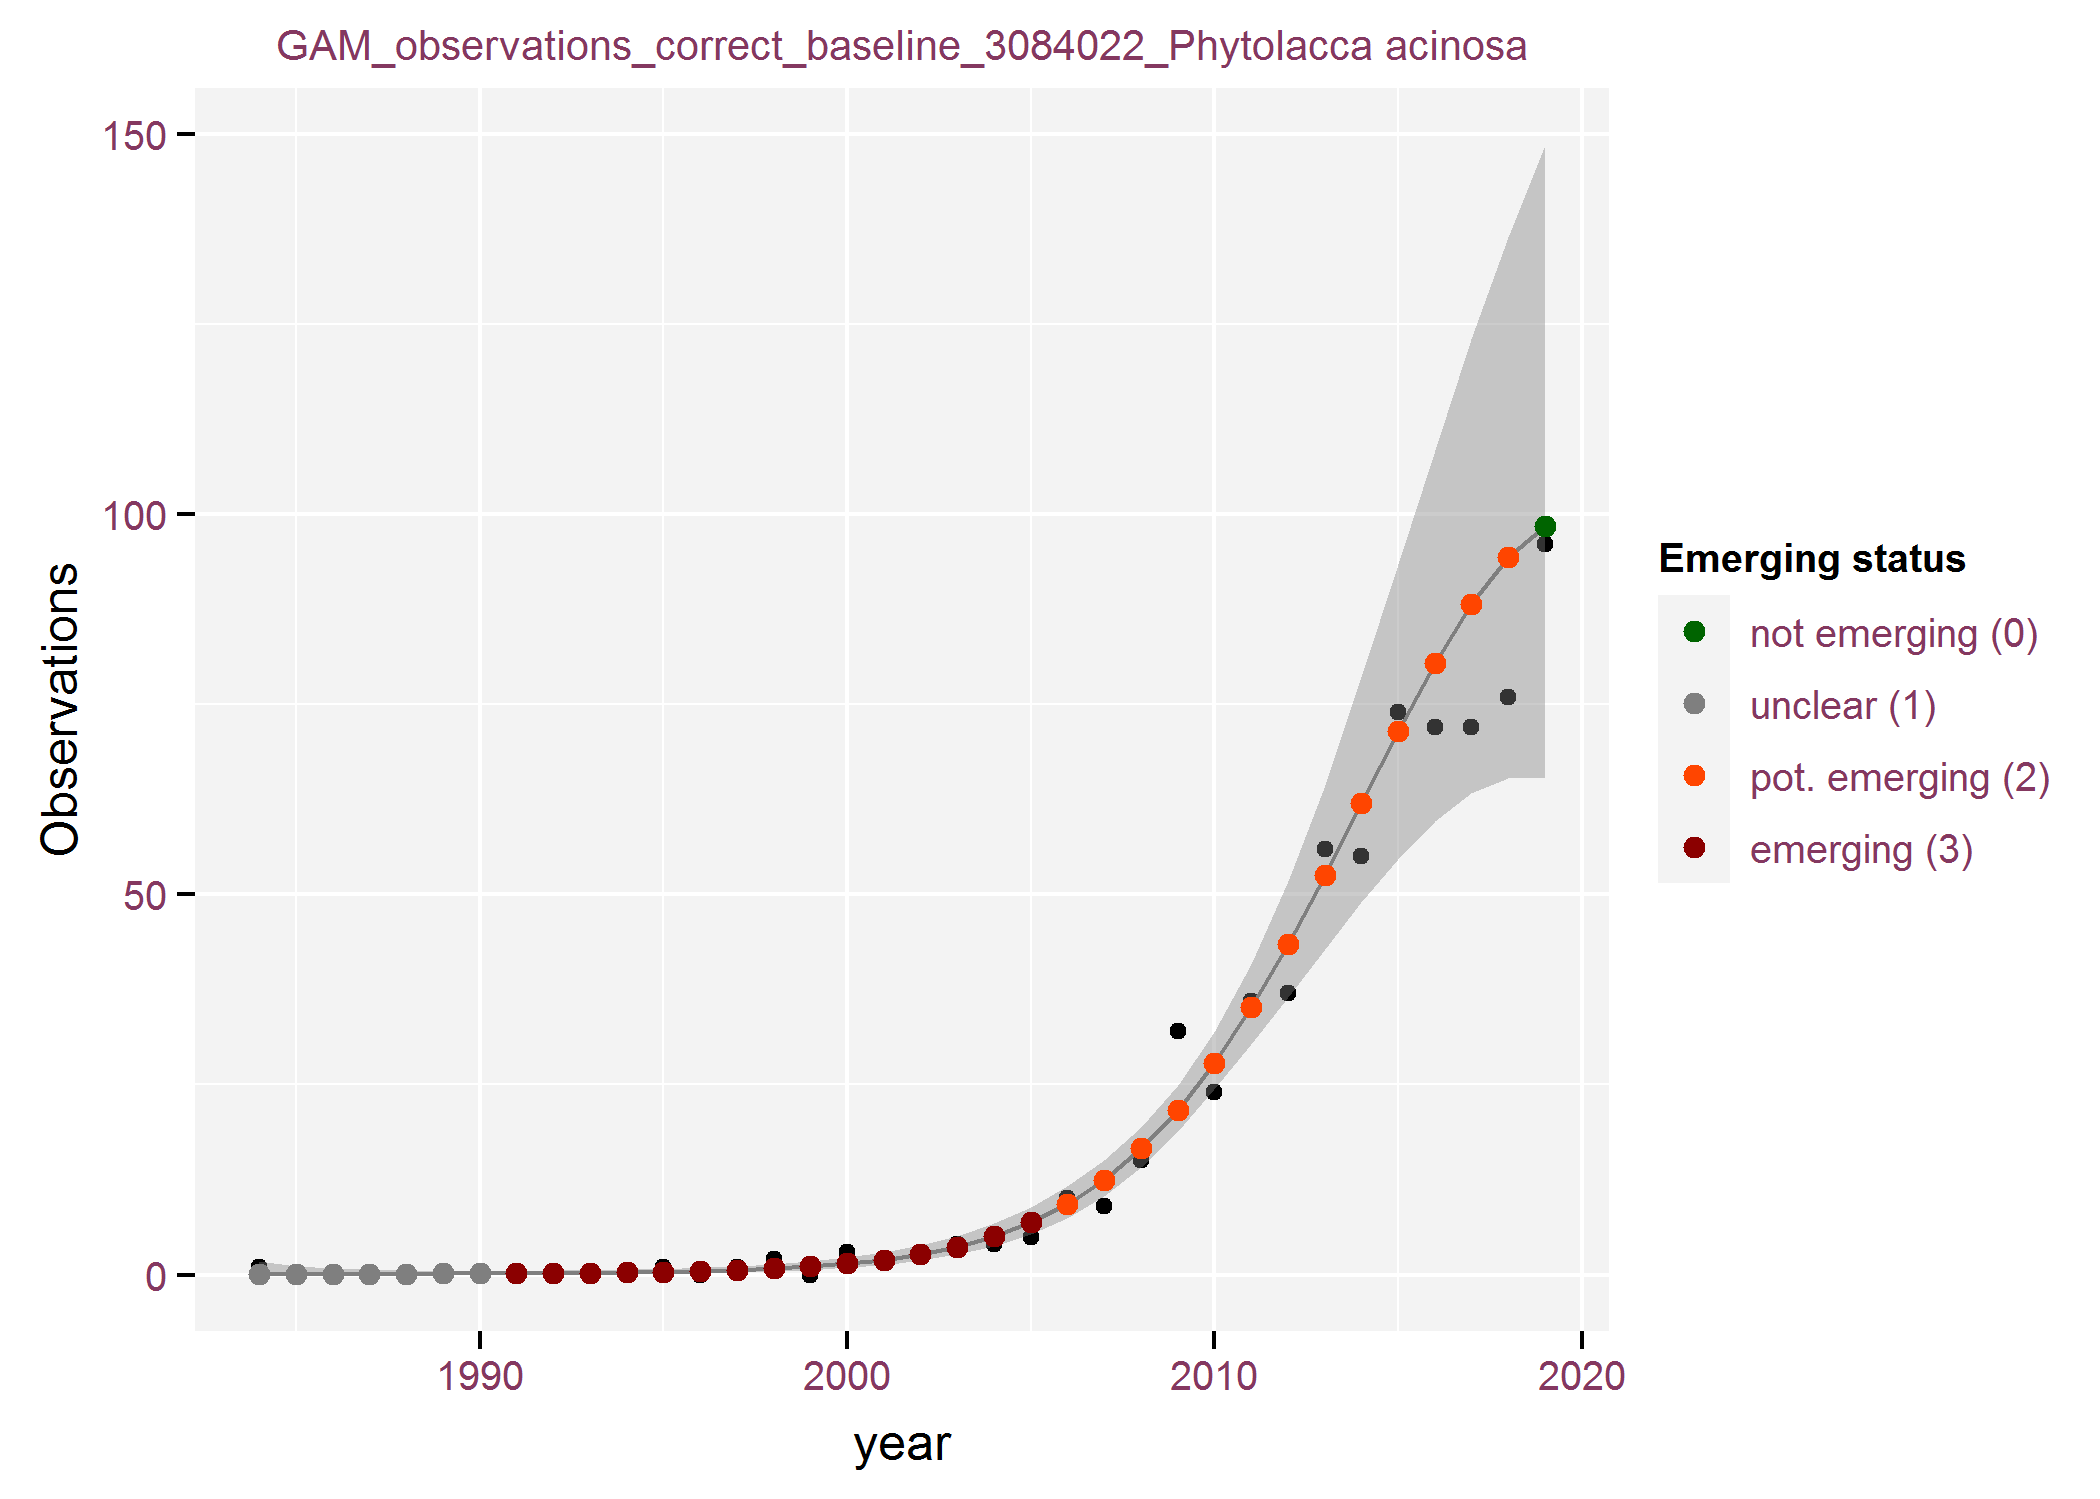 GAM_observations_correct_baseline_3084022_Phytolacca acinosa
150
100
50
0
Observations
1990
2000
2010
2020
year
Emerging status
not emerging (0)
unclear (1)
pot. emerging (2)
emerging (3)